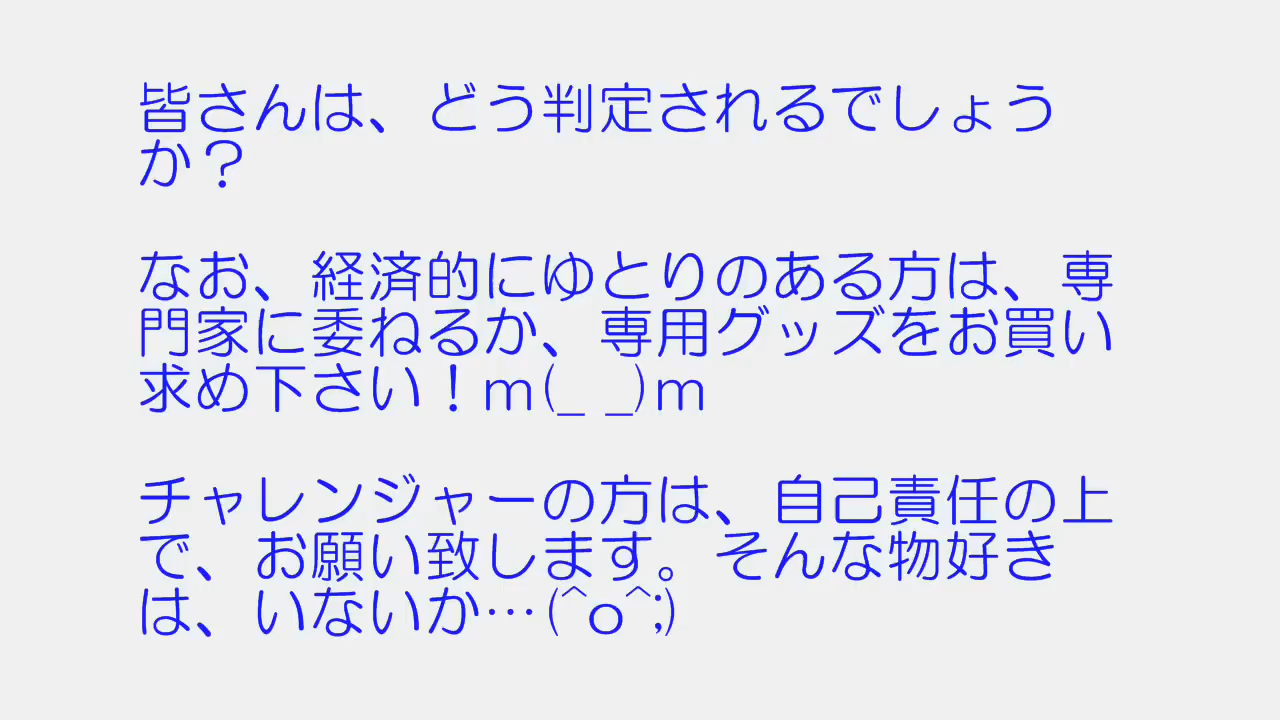 皆さんは、どう判定されるでしょう
か？
なお、経済的にゆとりのある方は、専
門家に委ねるか、専用グッズをお買い
求め下さい！ｍ(_ _)ｍ
チャレンジャーの方は、自己責任の上
で、お願い致します。そんな物好き
は、いないか…(^o^;)